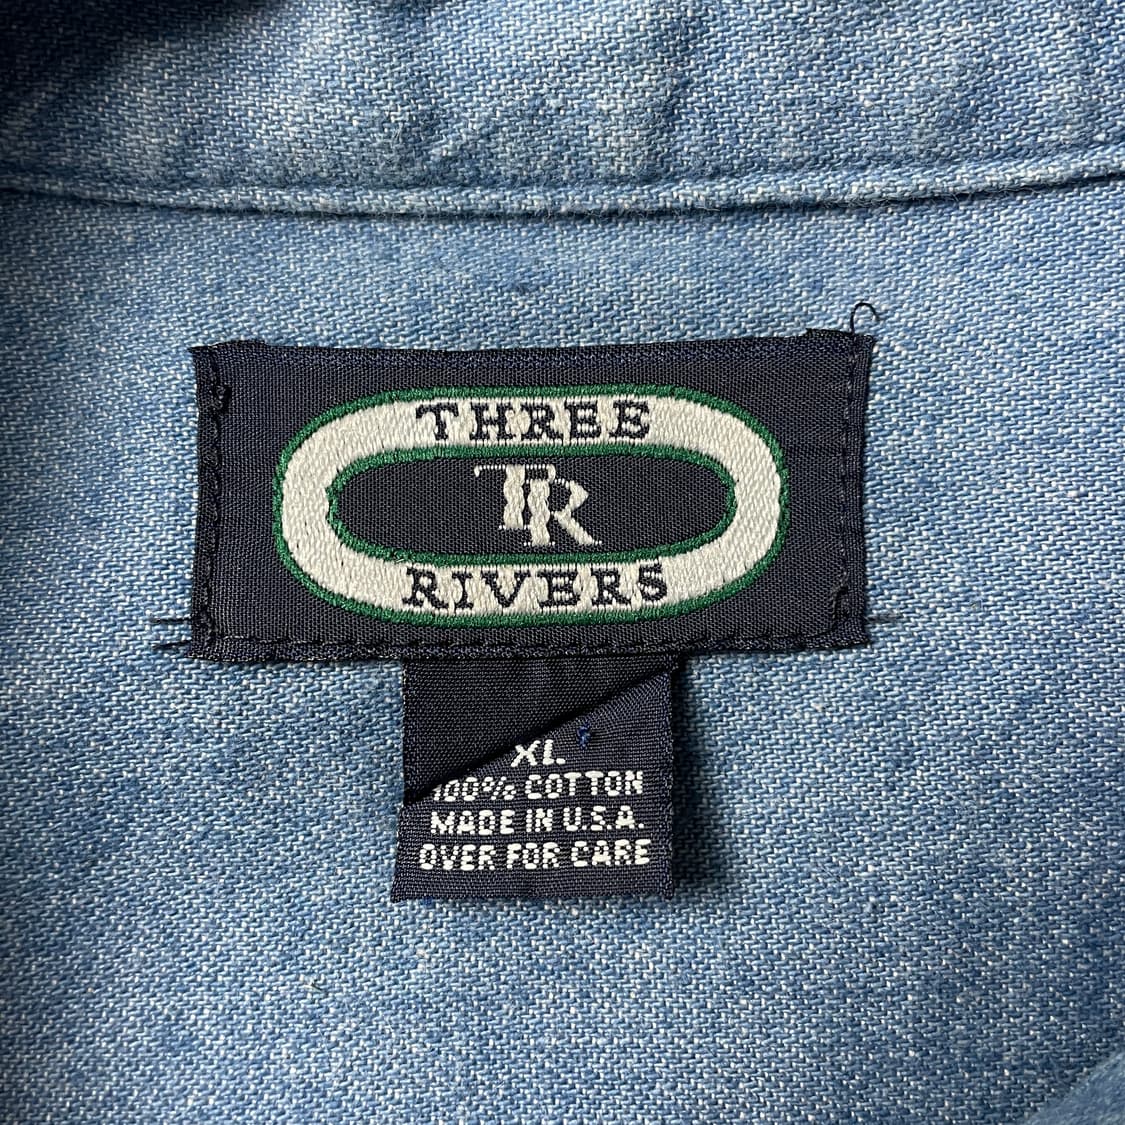 THREE
TR
RIVERS
XL
100% COTTON
MADE IN U.S.A.
OVER FOR CARE